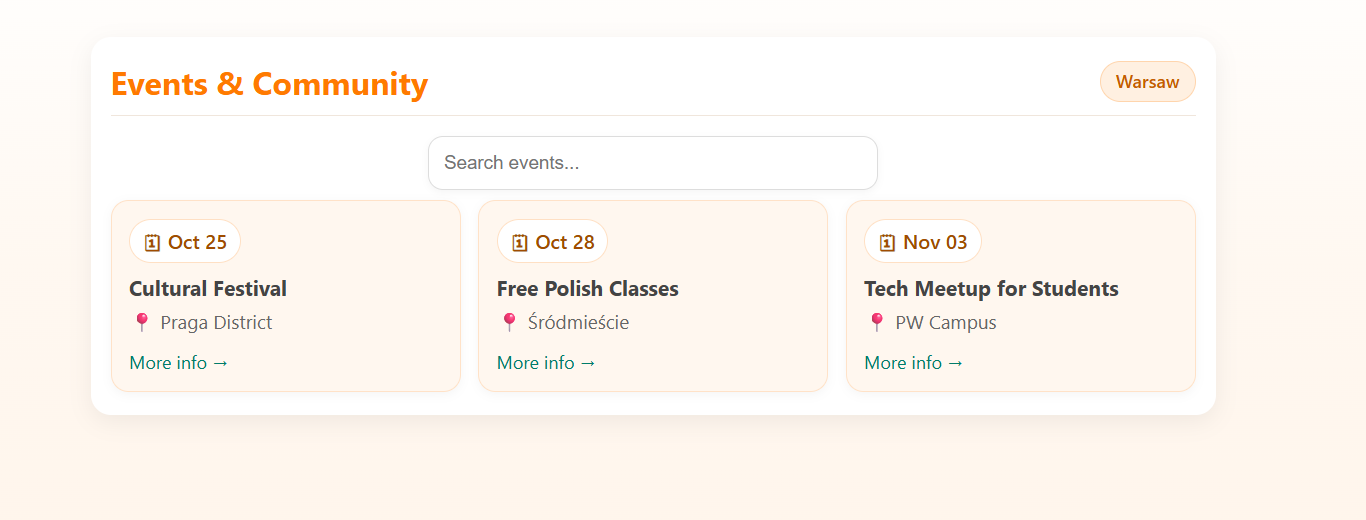 Events & Community
Warsaw
Search events...
Oct 25
Cultural Festival
Praga District
More info →
Oct 28
Free Polish Classes
Śródmieście
More info →
Nov 03
Tech Meetup for Students
PW Campus
More info →